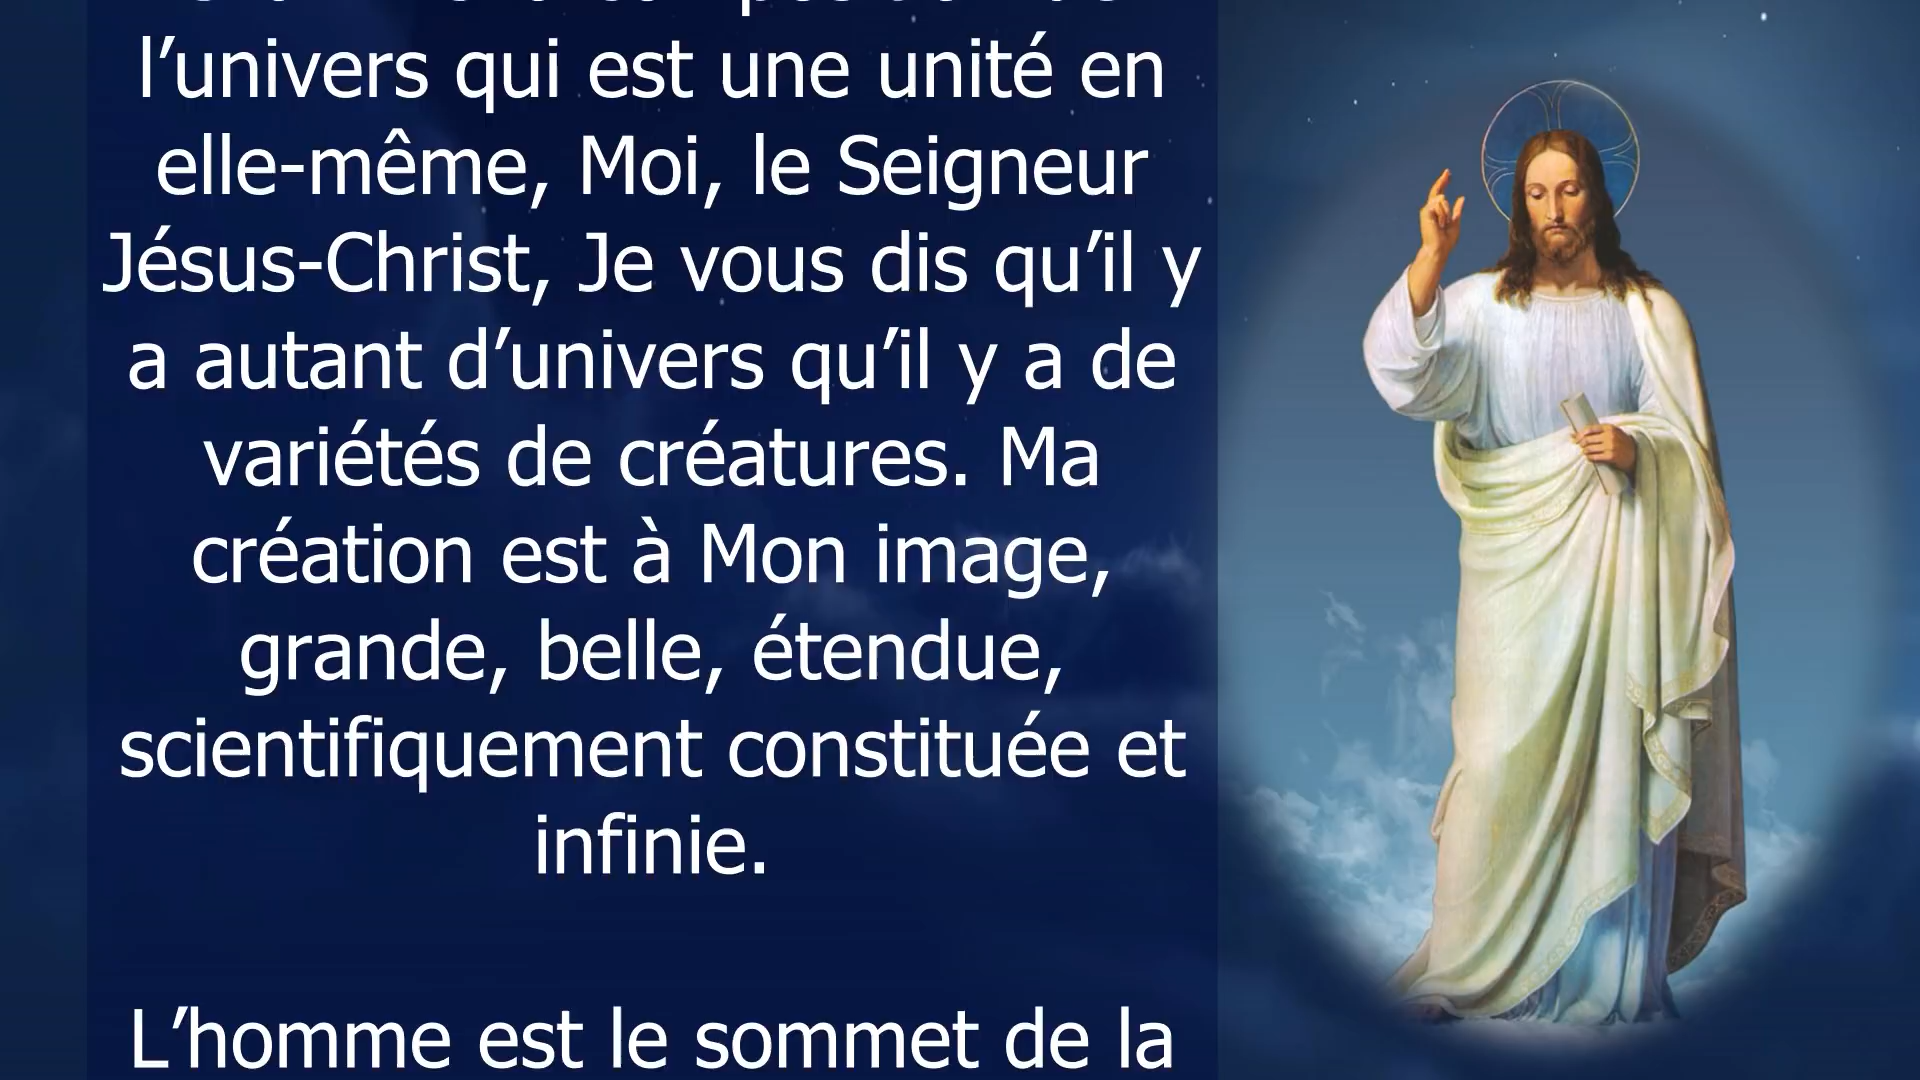 l’univers qui est une unité en
elle-même, Moi, le Seigneur
Jésus-Christ, Je vous dis qu’il y
a autant d’univers qu’il y a de
variétés de créatures. Ma
création est à Mon image,
grande, belle, étendue,
scientifiquement constituée et
infinie.
L’homme est le sommet de la